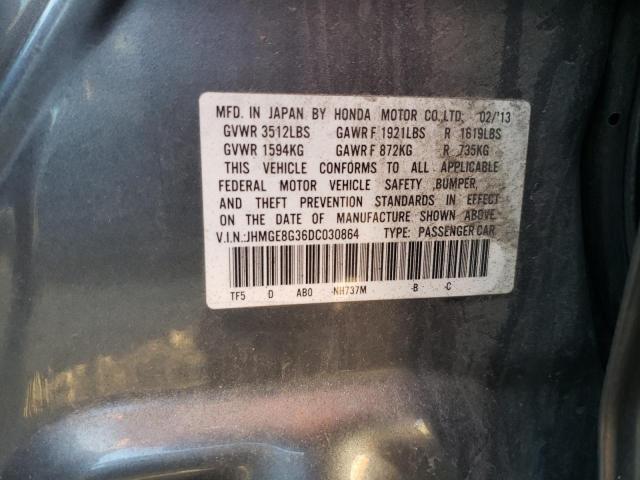 MFD. IN JAPAN BY HONDA MOTOR CO.,LTD. 02/'13
GVWR 3512LBS GAWR F 1921LBS R 1619LBS
GVWR 1594KG GAWR F 872KG R 735KG
THIS VEHICLE CONFORMS TO ALL APPLICABLE
FEDERAL MOTOR VEHICLE SAFETY, BUMPER,
AND THEFT PREVENTION STANDARDS IN EFFECT
ON THE DATE OF MANUFACTURE SHOWN ABOVE.
V.I.N.:JHMGE8G36DC030864 TYPE: PASSENGER CAR
TF5 D AB0 -NH737M -B -C